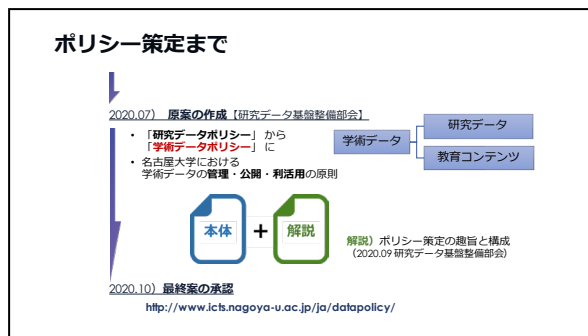 ポリシー策定まで
2020.07） 原案の作成【研究データ基盤整備部会】
• 「研究データポリシー」 から
「学術データポリシー」 に
• 名古屋大学における
学術データの管理・公開・利活用の原則
学術データ
研究データ
教育コンテンツ
本体
+
解説
解説）ポリシー策定の趣旨と構成
（2020.09 研究データ基盤整備部会）
2020.10）最終案の承認
http://www.icts.nagoya-u.ac.jp/ja/datapolicy/